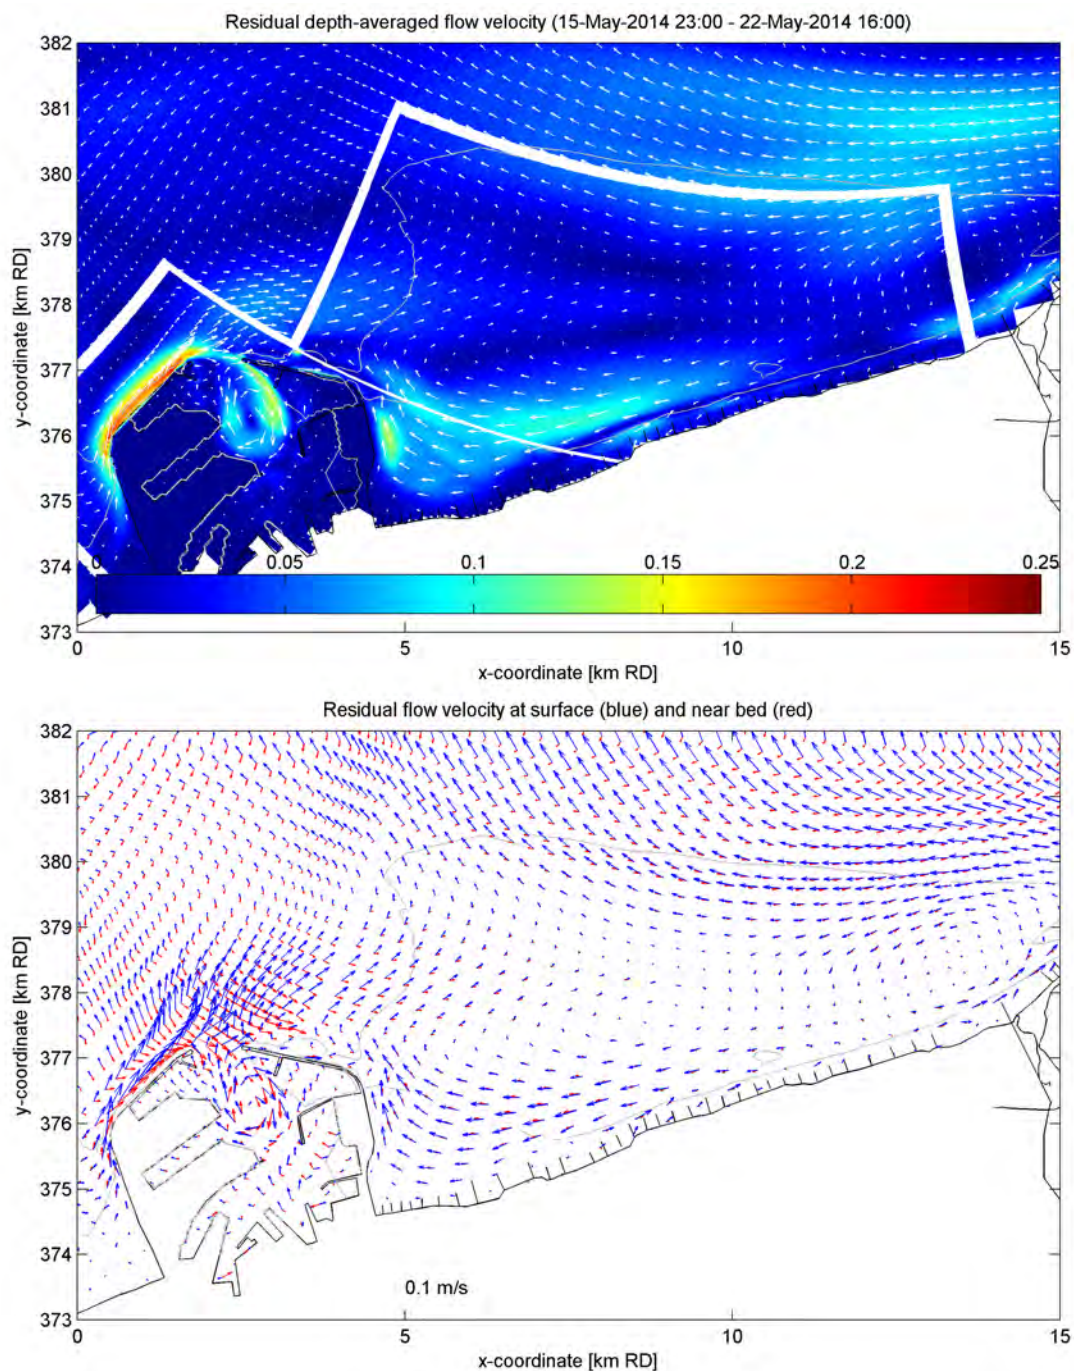 Residual depth-averaged flow velocity (15-May-2014 23:00 - 22-May-2014 16:00)
382
381
380
379
378
377
376
375
374
373
y-coordinate [km RD]
0 0.05 0.1 0.15 0.2 0.25
0 5 10 15
x-coordinate [km RD]
Residual flow velocity at surface (blue) and near bed (red)
382
381
380
379
378
377
376
375
374
373
y-coordinate [km RD]
0.1 m/s
0 5 10 15
x-coordinate [km RD]